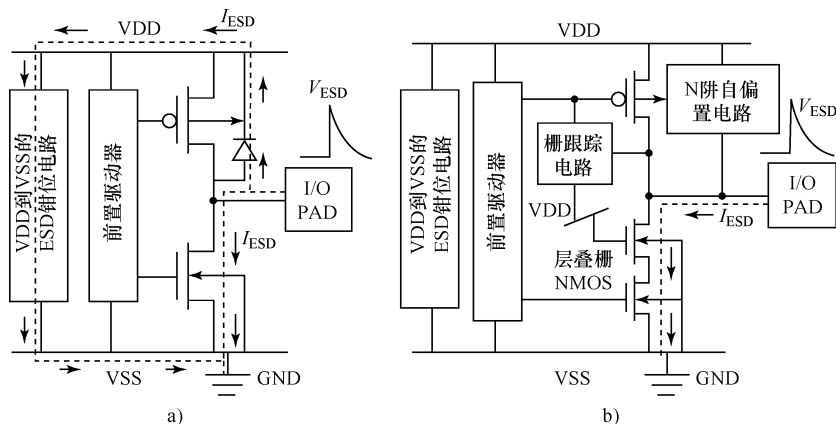 VDD
I_ESD
VDD到VSS的
ESD钳位电路
前置驱动器
V_ESD
I/O
PAD
I_ESD
VSS
GND
a)
VDD
VDD到VSS的
ESD钳位电路
前置驱动器
栅跟踪
电路
N阱自偏
置电路
V_ESD
I/O
PAD
VDD
I_ESD
层叠栅
NMOS
VSS
GND
b)